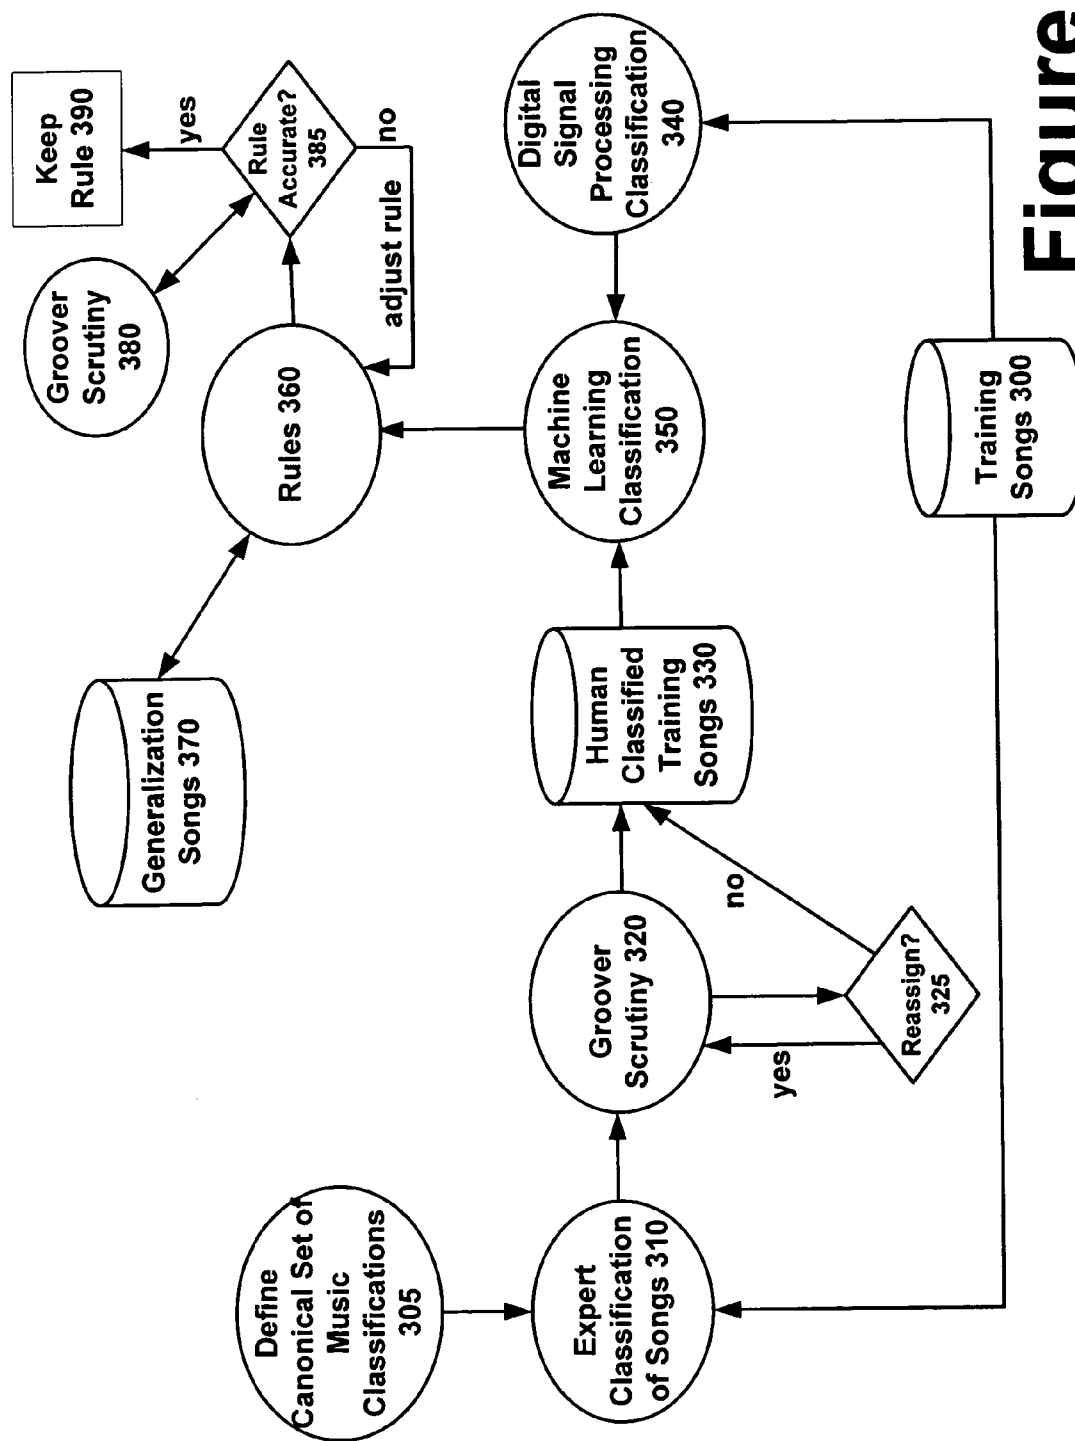 Define
Canonical Set of
Music
Classifications
305
Expert
Classification
of Songs 310
Groover
Scrutiny 320
yes
Reassign?
325
no
Human
Classified
Training
Songs 330
Generalization
Songs 370
Machine
Learning
Classification
350
Rules 360
Groover
Scrutiny 380
Keep
Rule 390
yes
Rule
Accurate?
385
no
adjust rule
Digital
Signal
Processing
Classification
340
Training
Songs 300
Figure